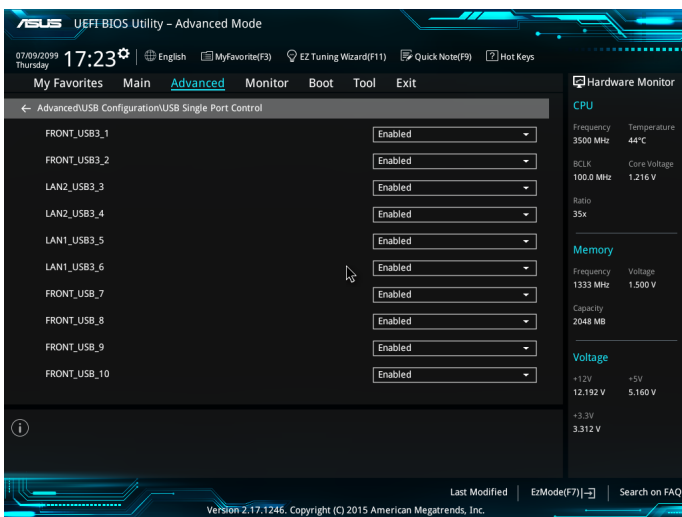 ASUS UEFI BIOS Utility – Advanced Mode
07/09/2099 Thursday 17:23 English MyFavorite(F3) EZ Tuning Wizard(F11) Quick Note(F9) ? Hot Keys
My Favorites Main Advanced Monitor Boot Tool Exit
← Advanced\USB Configuration\USB Single Port Control
FRONT_USB3_1 Enabled
FRONT_USB3_2 Enabled
LAN2_USB3_3 Enabled
LAN2_USB3_4 Enabled
LAN1_USB3_5 Enabled
LAN1_USB3_6 Enabled
FRONT_USB_7 Enabled
FRONT_USB_8 Enabled
FRONT_USB_9 Enabled
FRONT_USB_10 Enabled
Hardware Monitor
CPU
Frequency Temperature
3500 MHz 44°C
BCLK Core Voltage
100.0 MHz 1.216 V
Ratio
35x
Memory
Frequency Voltage
1333 MHz 1.500 V
Capacity
2048 MB
Voltage
+12V +5V
12.192 V 5.160 V
+3.3V
3.312 V
Last Modified EzMode(F7) Search on FAQ
Version 2.17.1246. Copyright (C) 2015 American Megatrends, Inc.